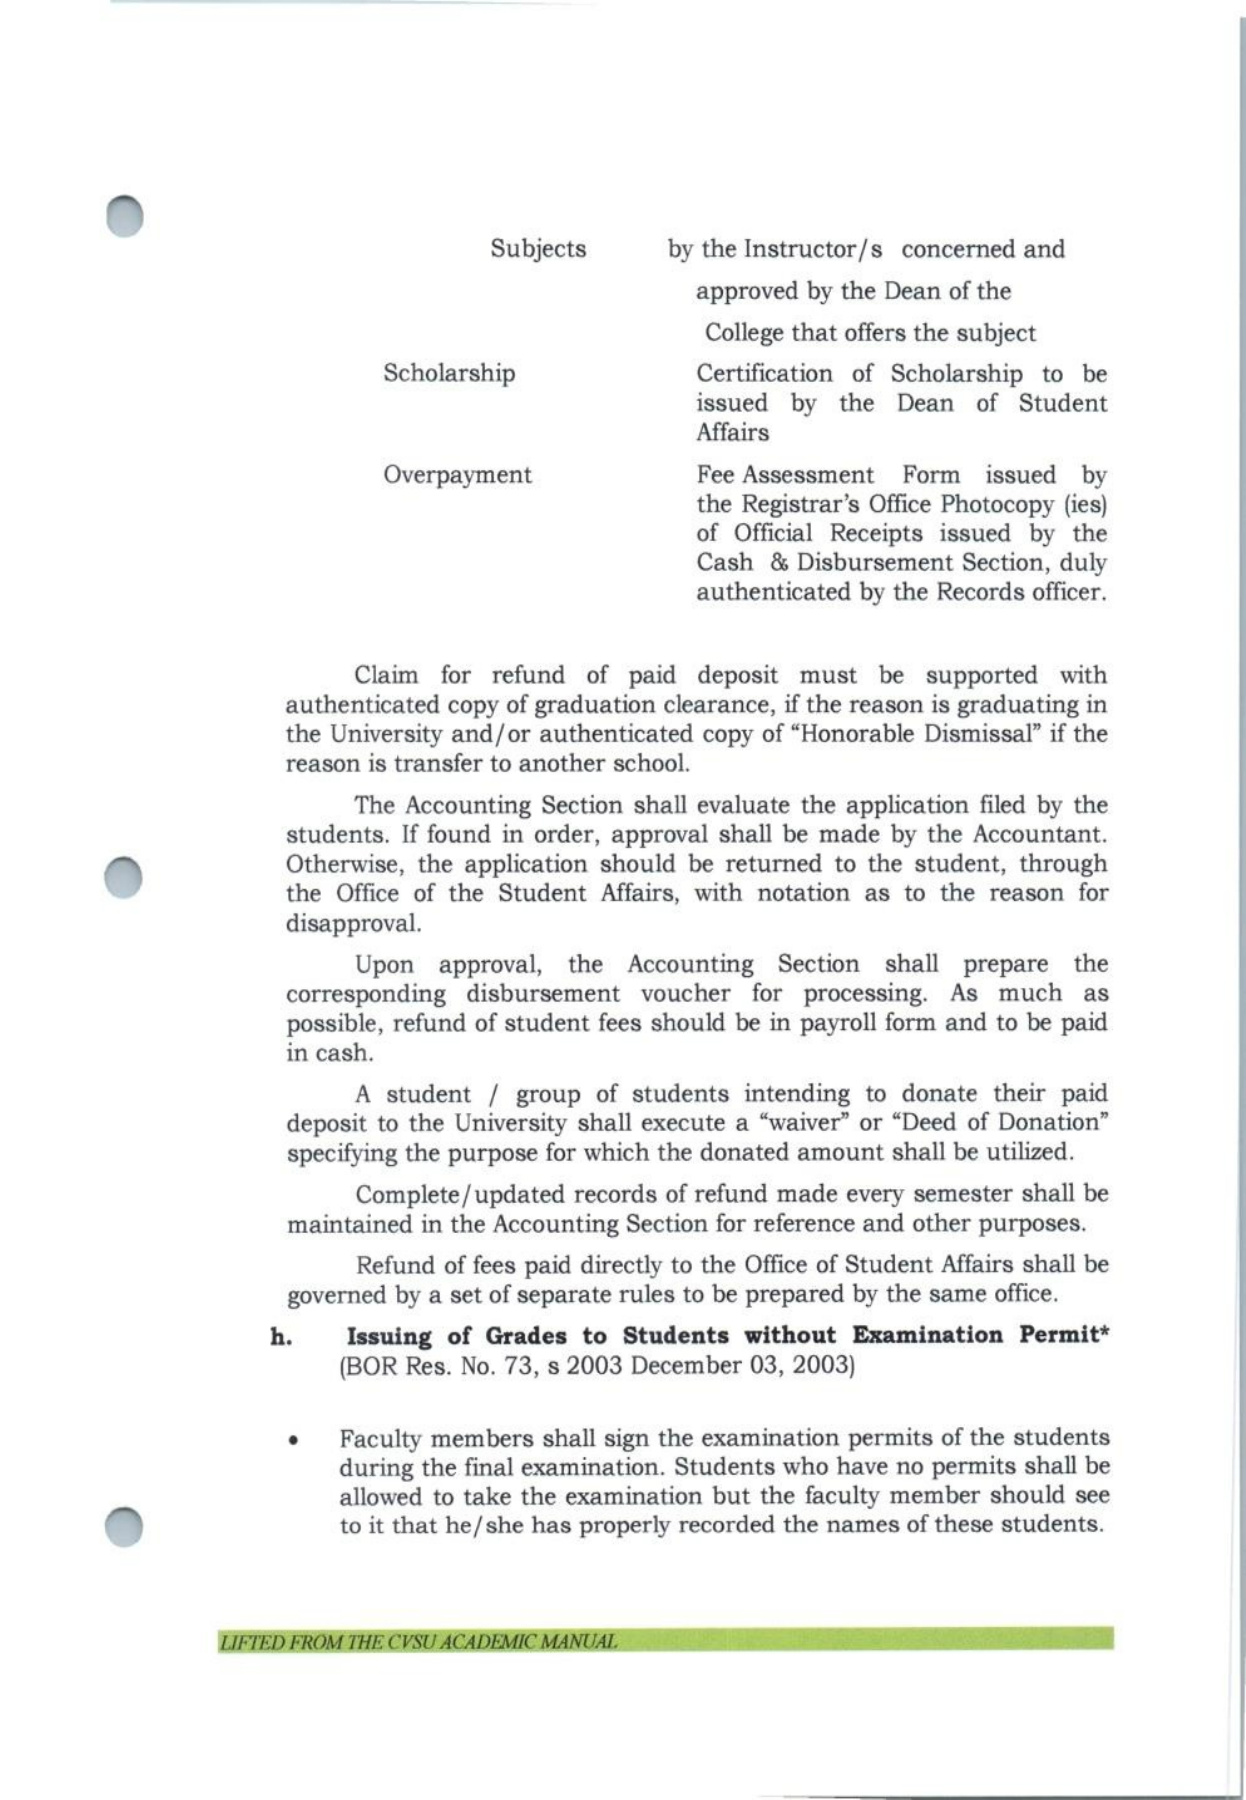 Subjects by the Instructor/s concerned and
approved by the Dean of the
College that offers the subject
Scholarship Certification of Scholarship to be
issued by the Dean of Student
Affairs
Overpayment Fee Assessment Form issued by
the Registrar's Office Photocopy (ies)
of Official Receipts issued by the
Cash & Disbursement Section, duly
authenticated by the Records officer.
Claim for refund of paid deposit must be supported with
authenticated copy of graduation clearance, if the reason is graduating in
the University and/or authenticated copy of “Honorable Dismissal” if the
reason is transfer to another school.
The Accounting Section shall evaluate the application filed by the
students. If found in order, approval shall be made by the Accountant.
Otherwise, the application should be returned to the student, through
the Office of the Student Affairs, with notation as to the reason for
disapproval.
Upon approval, the Accounting Section shall prepare the
corresponding disbursement voucher for processing. As much as
possible, refund of student fees should be in payroll form and to be paid
in cash.
A student / group of students intending to donate their paid
deposit to the University shall execute a “waiver” or “Deed of Donation”
specifying the purpose for which the donated amount shall be utilized.
Complete/updated records of refund made every semester shall be
maintained in the Accounting Section for reference and other purposes.
Refund of fees paid directly to the Office of Student Affairs shall be
governed by a set of separate rules to be prepared by the same office.
h. Issuing of Grades to Students without Examination Permit*
(BOR Res. No. 73, s 2003 December 03, 2003)
• Faculty members shall sign the examination permits of the students
during the final examination. Students who have no permits shall be
allowed to take the examination but the faculty member should see
to it that he/she has properly recorded the names of these students.
LIFTED FROM THE CVSU ACADEMIC MANUAL